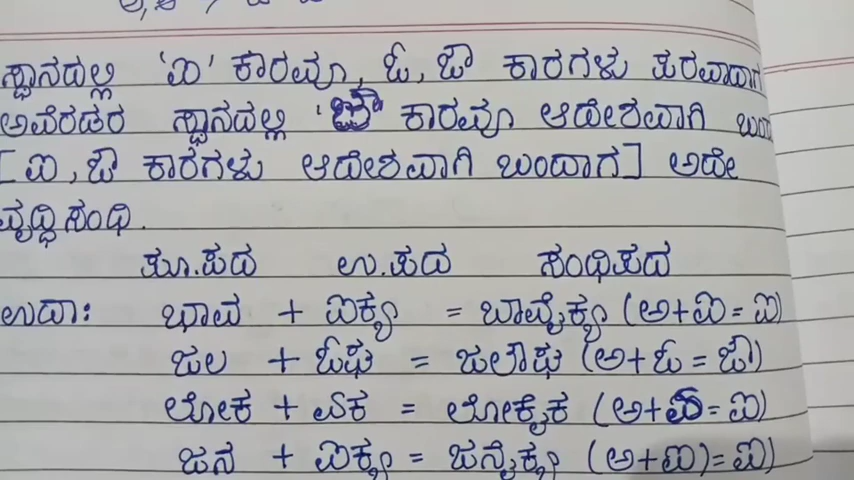 ಸ್ಥಾನದಲ್ಲಿ 'ಐ' ಕಾರವೂ, ಓ, ಔ ಕಾರಗಳು ಪರವಾದಾಗ
ಅವೆರಡರ ಸ್ಥಾನದಲ್ಲಿ 'ಔ' ಕಾರವೂ ಆದೇಶವಾಗಿ ಬಂದ
[ಐ, ಔ ಕಾರಗಳು ಆದೇಶವಾಗಿ ಬಂದಾಗ] ಅದೇ
ವೃದ್ಧಿಸಂಧಿ.
ಪೂ.ಪದ ಉ.ಪದ ಸಂಧಿಪದ
ಉದಾ: ಭಾವ + ಐಕ್ಯ = ಬಾವೈಕ್ಯ (ಅ+ಐ=ಐ)
ಜಲ + ಓಘ = ಜಲೌಘ (ಅ+ಓ=ಔ)
ಲೋಕ + ಏಕ = ಲೋಕೈಕ (ಅ+ಏ=ಐ)
ಜನ + ಐಕ್ಯ = ಜನೈಕ್ಯ (ಅ+ಐ)=ಐ)